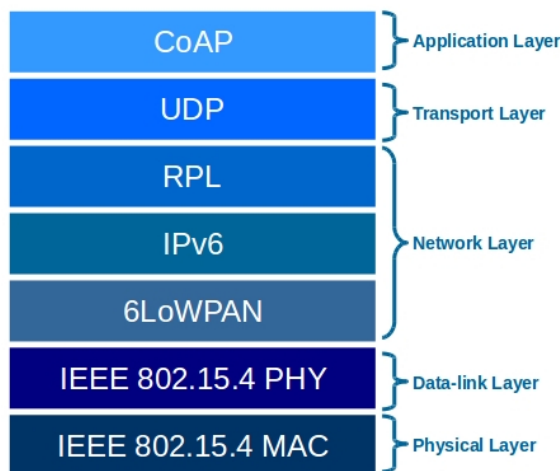 CoAP
Application Layer
UDP
Transport Layer
RPL
IPv6
Network Layer
6LoWPAN
IEEE 802.15.4 PHY
Data-link Layer
IEEE 802.15.4 MAC
Physical Layer